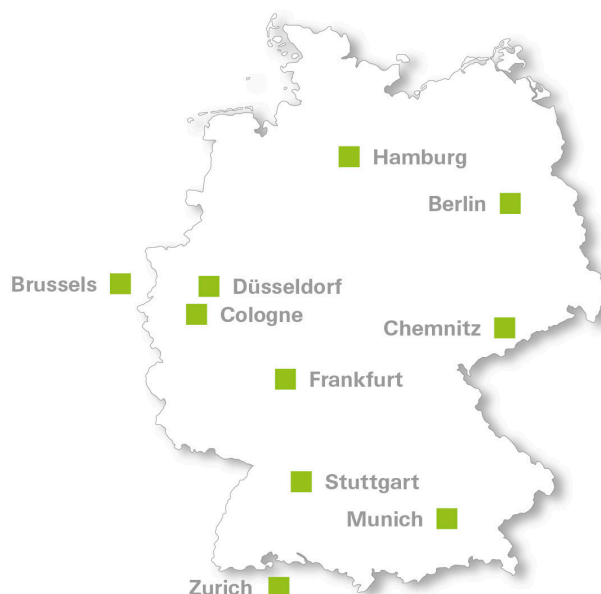 Hamburg
Berlin
Brussels
Düsseldorf
Cologne
Chemnitz
Frankfurt
Stuttgart
Munich
Zurich